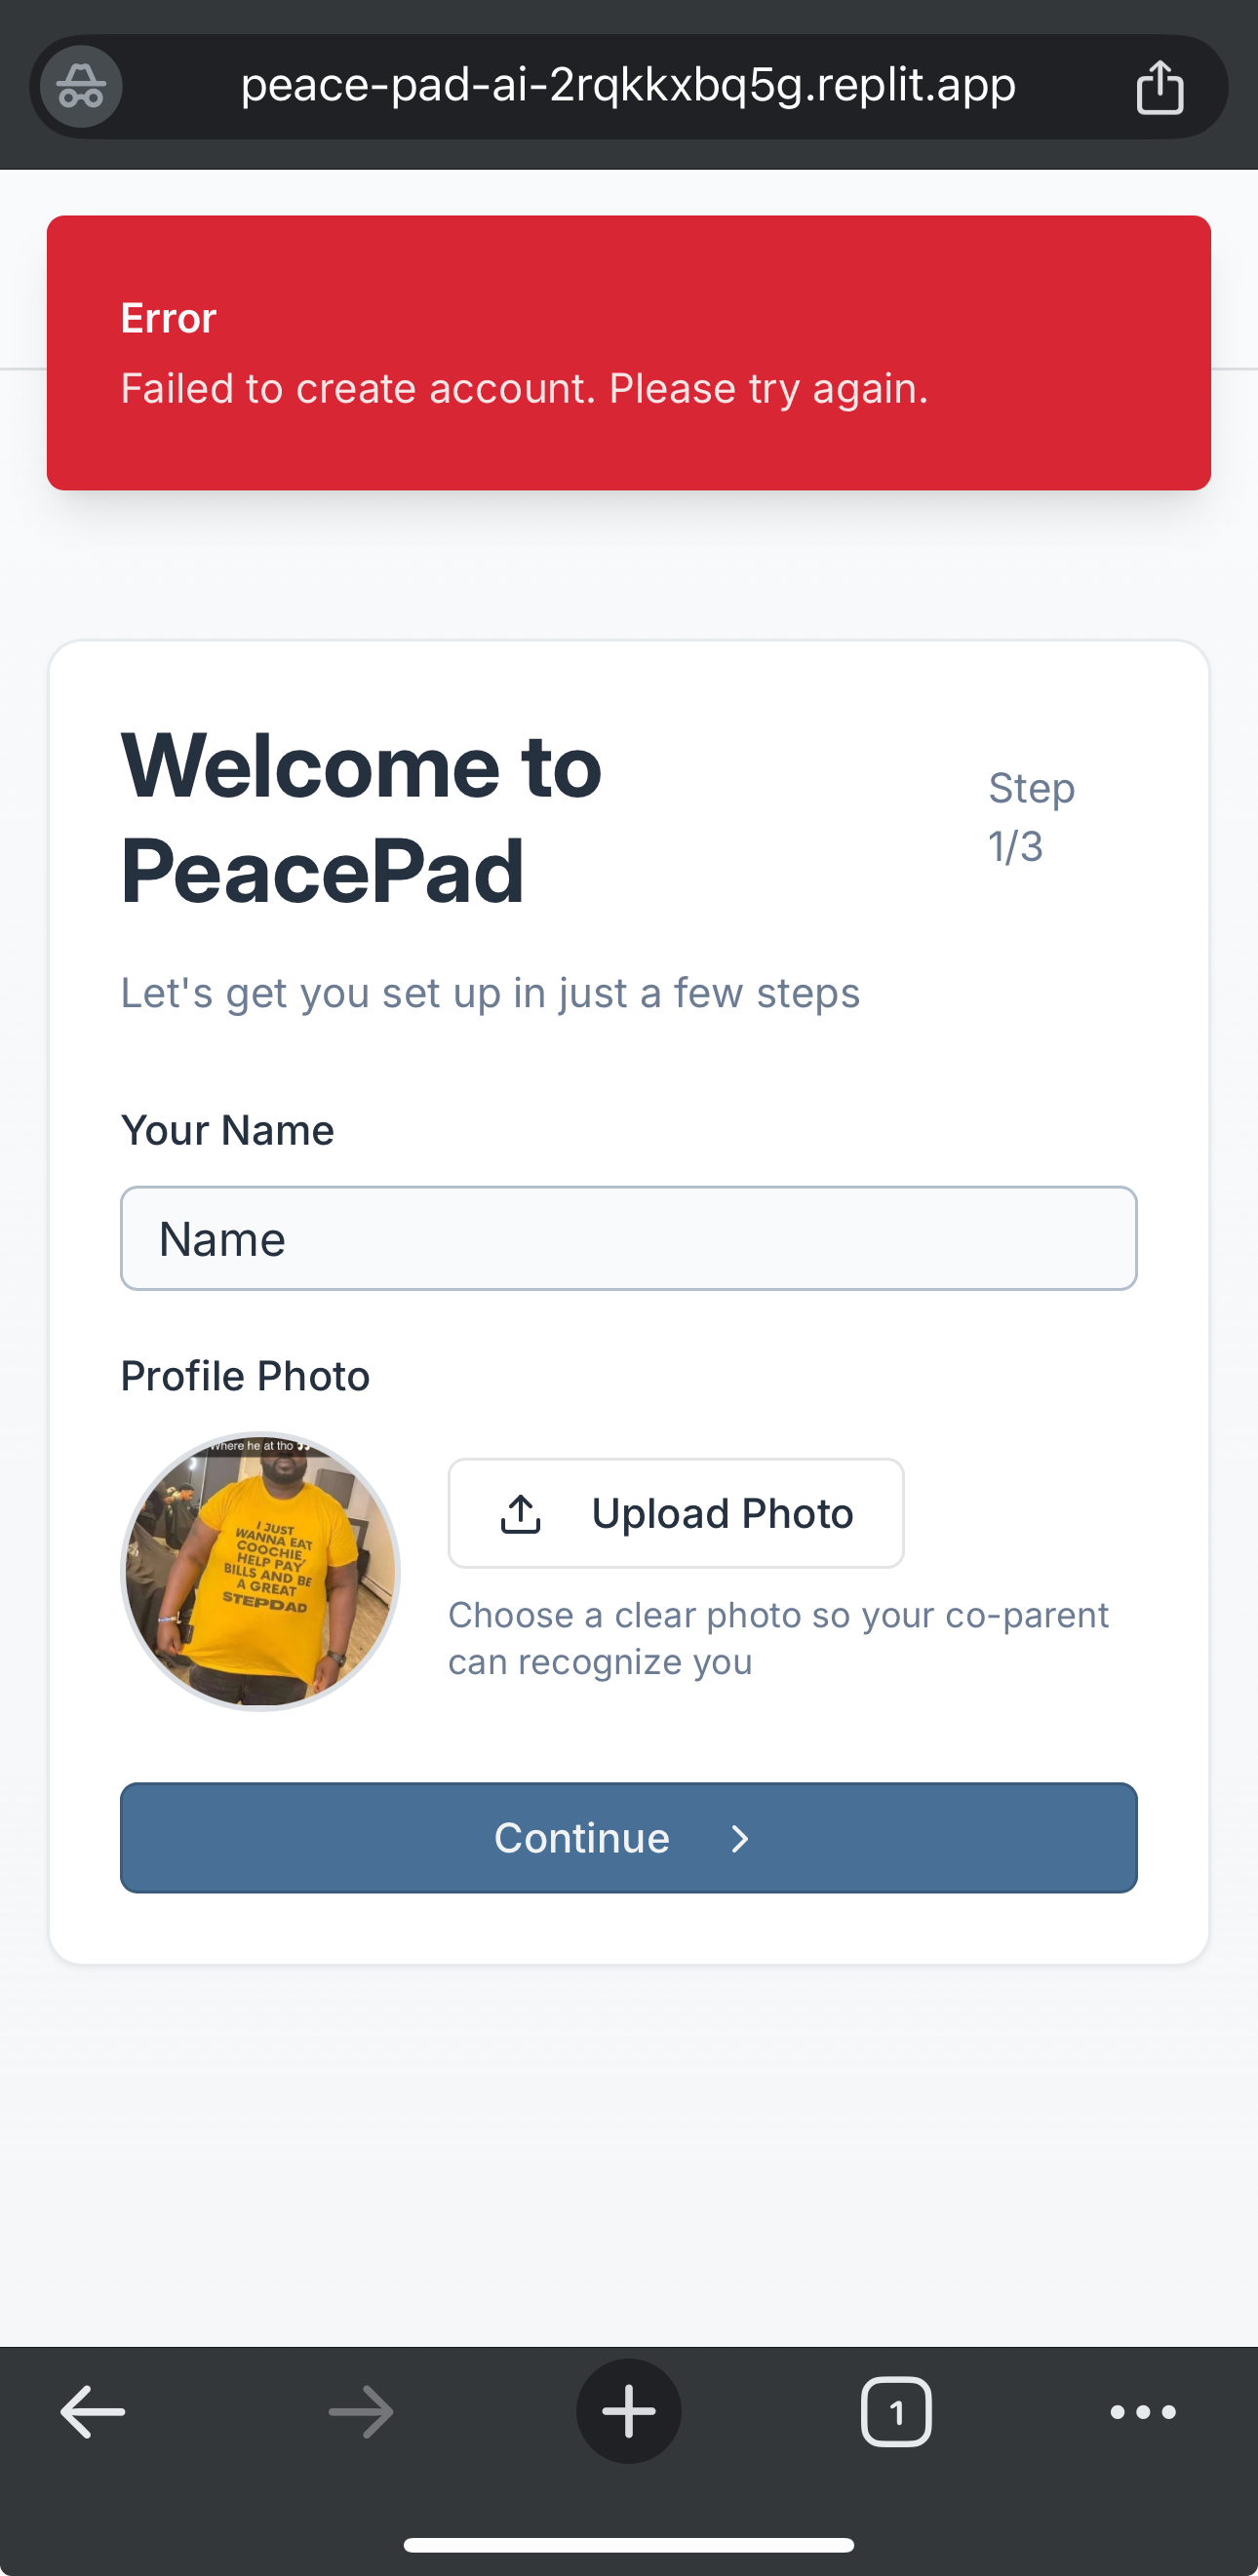 peace-pad-ai-2rqkkxbq5g.replit.app
Error
Failed to create account. Please try again.
Welcome to
PeacePad
Step
1/3
Let's get you set up in just a few steps
Your Name
Name
Profile Photo
Where he at tho 👀
I JUST
WANNA EAT
COOCHIE,
HELP PAY
BILLS AND BE
A GREAT
STEPDAD
Upload Photo
Choose a clear photo so your co-parent
can recognize you
Continue
1